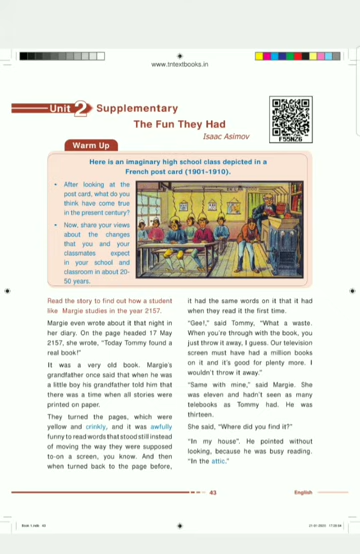 www.tntextbooks.in
Unit 2 Supplementary
The Fun They Had
Isaac Asimov
F55NZ6
Warm Up
Here is an imaginary high school class depicted in a
French post card (1901-1910).
• After looking at the
post card, what do you
think have come true
in the present century?
• Now, share your views
about the changes
that you and your
classmates expect
in your school and
classroom in about 20-
50 years.
Read the story to find out how a student
like Margie studies in the year 2157.
Margie even wrote about it that night in
her diary. On the page headed 17 May
2157, she wrote, "Today Tommy found a
real book!"
It was a very old book. Margie's
grandfather once said that when he was
a little boy his grandfather told him that
there was a time when all stories were
printed on paper.
They turned the pages, which were
yellow and crinkly, and it was awfully
funny to read words that stood still instead
of moving the way they were supposed
to-on a screen, you know. And then
when turned back to the page before,
it had the same words on it that it had
when they read it the first time.
"Gee!," said Tommy, "What a waste.
When you're through with the book, you
just throw it away, I guess. Our television
screen must have had a million books
on it and it's good for plenty more. I
wouldn't throw it away."
"Same with mine," said Margie. She
was eleven and hadn't seen as many
telebooks as Tommy had. He was
thirteen.
She said, "Where did you find it?"
"In my house". He pointed without
looking, because he was busy reading.
"In the attic."
43
English